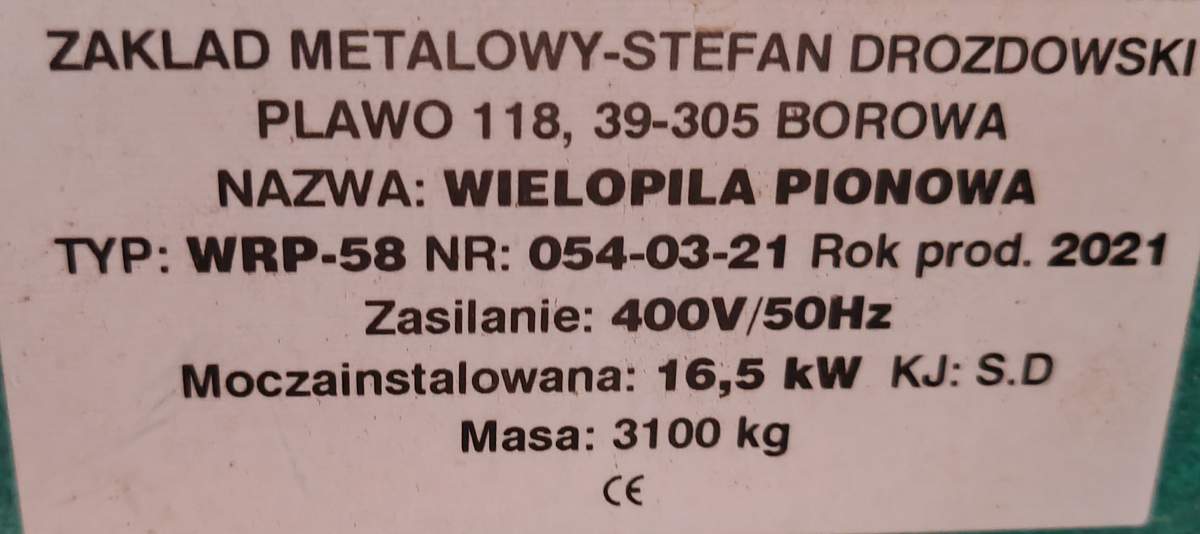 ZAKLAD METALOWY-STEFAN DROZDOWSKI
PLAWO 118, 39-305 BOROWA
NAZWA: WIELOPILA PIONOWA
TYP: WRP-58 NR: 054-03-21 Rok prod. 2021
Zasilanie: 400V/50Hz
Moczainstalowana: 16,5 kW KJ: S.D
Masa: 3100 kg
CE